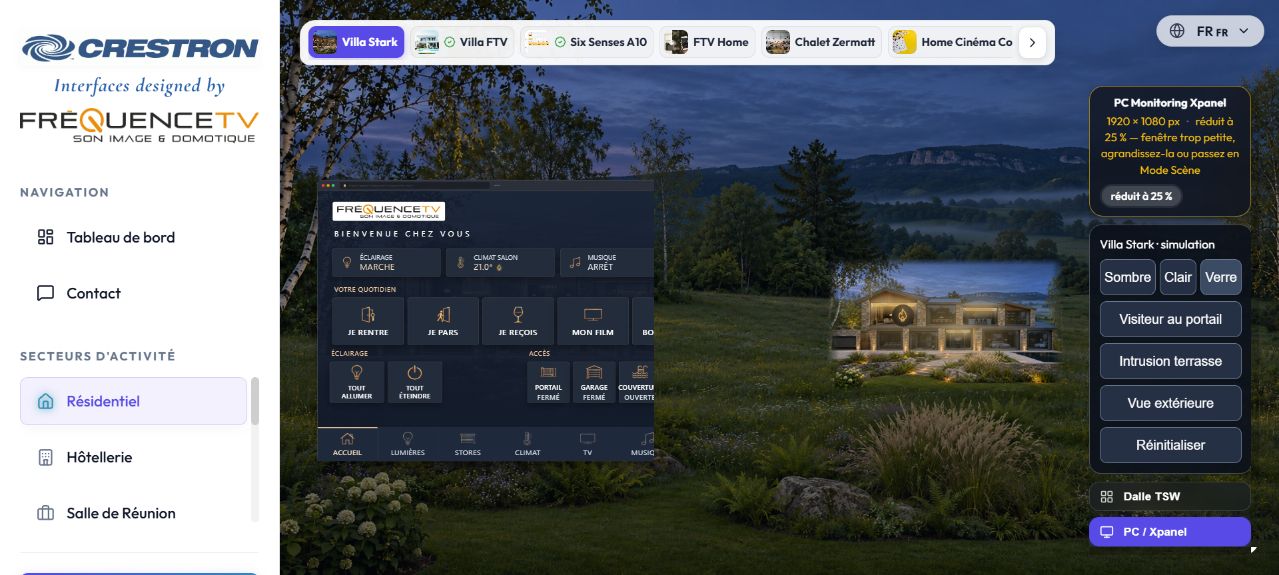 CRESTRON
Interfaces designed by
FRÉQUENCETV
SON IMAGE & DOMOTIQUE
NAVIGATION
Tableau de bord
Contact
SECTEURS D'ACTIVITÉ
Résidentiel
Hôtellerie
Salle de Réunion
Villa Stark
Villa FTV
Six Senses A10
FTV Home
Chalet Zermatt
Home Cinéma Co
FR FR
FRÉQUENCETV
SON IMAGE & DOMOTIQUE
BIENVENUE CHEZ VOUS
ÉCLAIRAGE
MARCHE
CLIMAT SALON
21.0°
MUSIQUE
ARRÊT
VOTRE QUOTIDIEN
JE RENTRE
JE PARS
JE REÇOIS
MON FILM
BO
ÉCLAIRAGE
ACCÈS
TOUT ALLUMER
TOUT ÉTEINDRE
PORTAIL
FERMÉ
GARAGE
FERMÉ
COUVERTU
OUVERTE
ACCUEIL
LUMIÈRES
STORES
CLIMAT
TV
MUSIQ
PC Monitoring Xpanel
1920 × 1080 px · réduit à
25 % — fenêtre trop petite,
agrandissez-la ou passez en
Mode Scène
réduit à 25 %
Villa Stark · simulation
Sombre
Clair
Verre
Visiteur au portail
Intrusion terrasse
Vue extérieure
Réinitialiser
Dalle TSW
PC / Xpanel